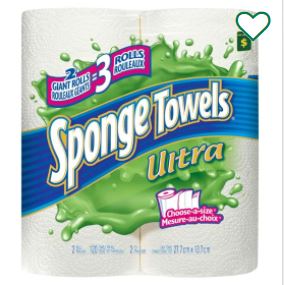 $
2
GIANT ROLLS
ROULEAUX GÉANTS
= 3 ROLLS
ROULEAUX
Sponge Towels
Ultra
Choose-a-size
Mesure-au-choix